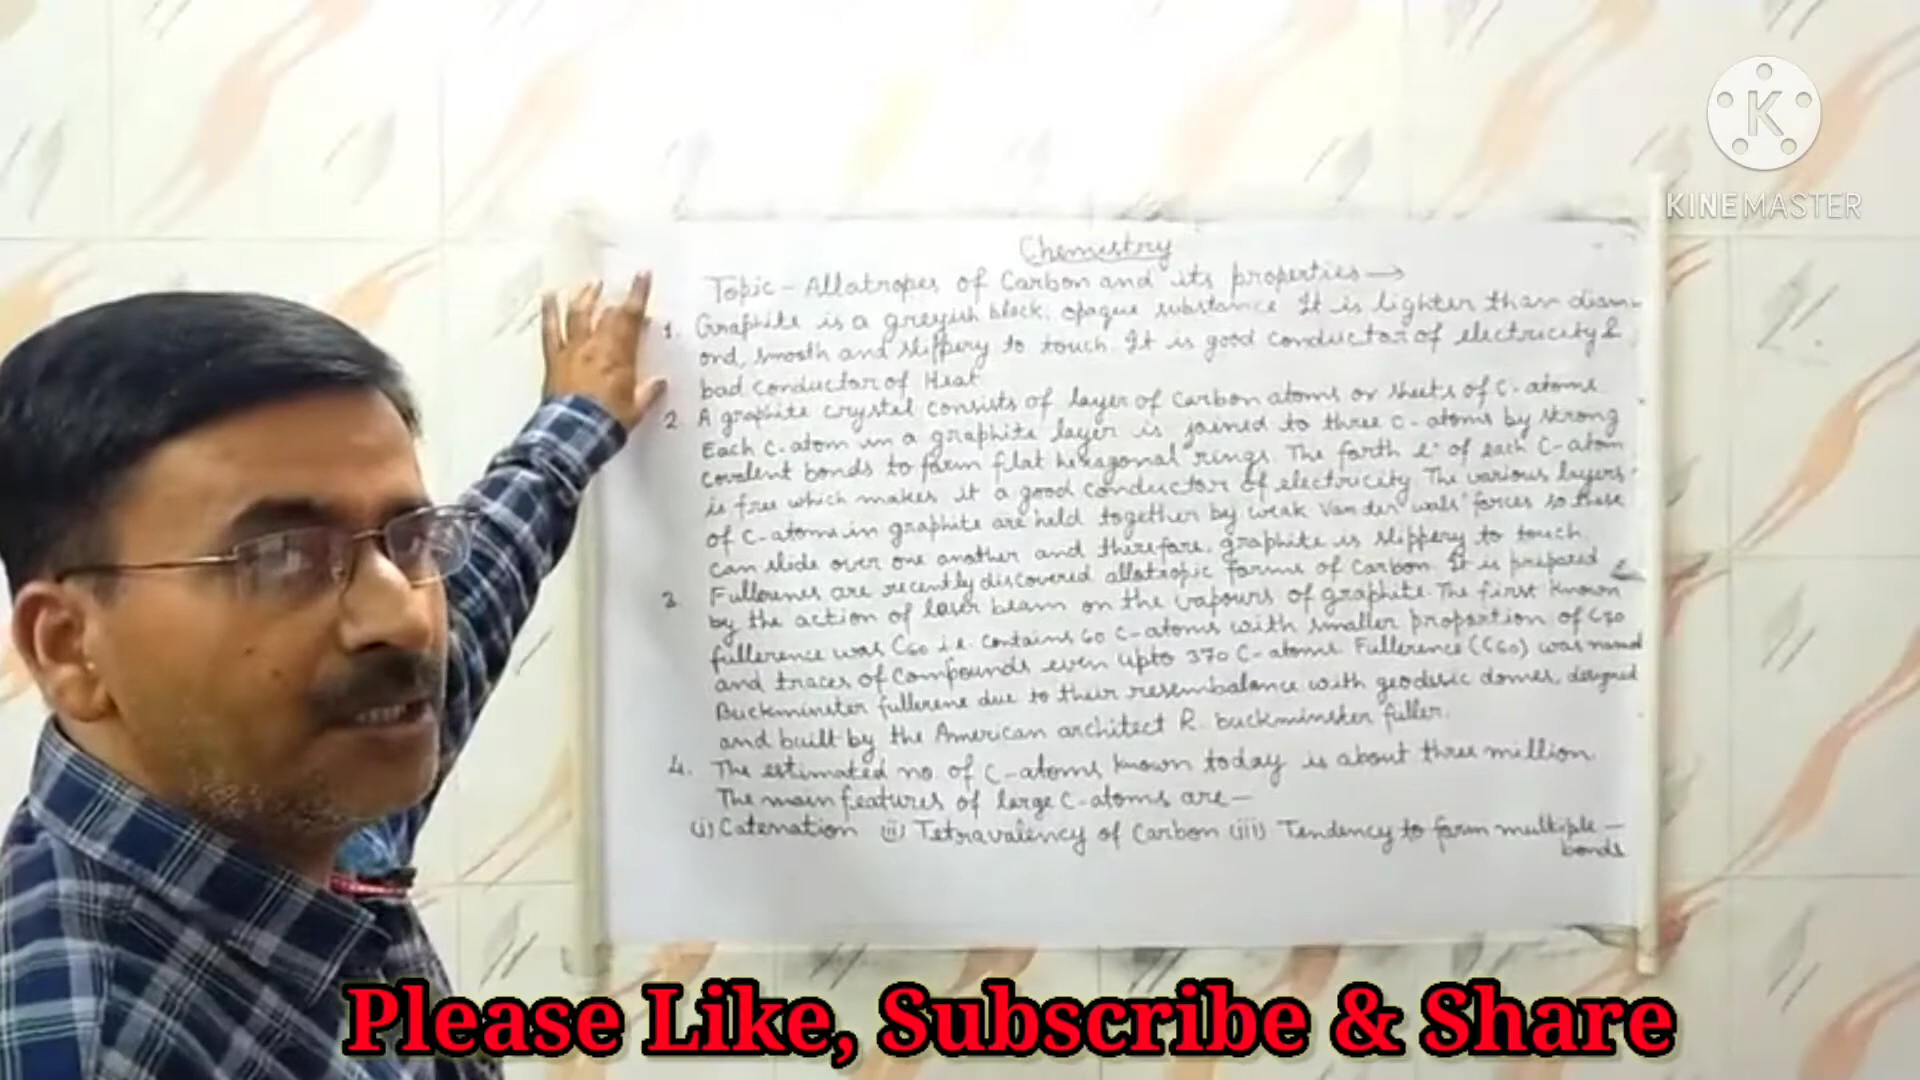 KINEMASTER
Chemistry
Topic - Allatropes of Carbon and its properties →
1. Graphite is a greyish black, opaque substance It is lighter than diam-
ond, smooth and slippery to touch. It is good conductor of electricity &
bad conductor of Heat
2 A graphite crystal consists of layer of Carbon atoms or sheets of C-atoms
Each C-atom in a graphite layer is joined to three C-atoms by strong
covalent bonds to form flat hexagonal rings. The forth e⁻ of each C-atom
is free which makes it a good conductor of electricity The various layers
of C-atoms in graphite are held together by weak Van der wals' forces so these
can slide over one another and therefore, graphite is slippery to touch.
3. Fullerenes are recently discovered allotropic forms of Carbon. It is prepared
by the action of laser beam on the vapours of graphite. The first known
fullerence was C60 i.e. contains 60 C-atoms with smaller proportion of C70
and traces of Compounds even upto 370 C-atoms. Fullerence (C60) was named
Buckminster fullerene due to their resembalance with geodesic domes, designed
and built by the American architect R. buckminster fuller.
4. The estimated no. of C-atoms known today is about three million.
The main features of large C-atoms are—
(i) Catenation (ii) Tetravalency of Carbon (iii) Tendency to form multiple—
bonds
Please Like, Subscribe & Share